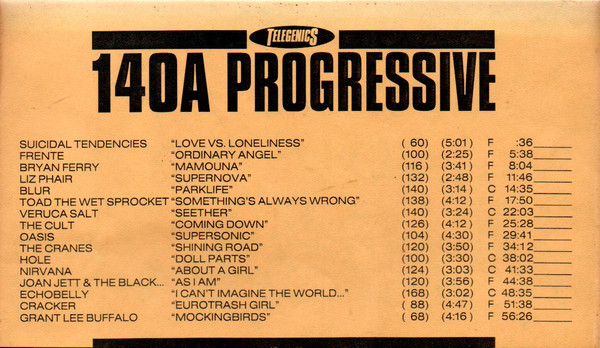 TELEGENICS
140A PROGRESSIVE
SUICIDAL TENDENCIES "LOVE VS. LONELINESS" ( 60) (5:01) F :36
FRENTE "ORDINARY ANGEL" (100) (2:25) F 5:38
BRYAN FERRY "MAMOUNA" (116 ) (3:41) F 8:04
LIZ PHAIR "SUPERNOVA" (132) (2:48) F 11:46
BLUR "PARKLIFE" (140) (3:14) C 14:35
TOAD THE WET SPROCKET "SOMETHING'S ALWAYS WRONG" (138) (4:12) F 17:50
VERUCA SALT "SEETHER" (140) (3:24) C 22:03
THE CULT "COMING DOWN" (126) (4:12) F 25:28
OASIS "SUPERSONIC" (104) (4:30) F 29:41
THE CRANES "SHINING ROAD" (120) (3:50) F 34:12
HOLE "DOLL PARTS" (100) (3:30) C 38:02
NIRVANA "ABOUT A GIRL" (124) (3:03) C 41:33
JOAN JETT & THE BLACK... "AS I AM" (120) (3:56) F 44:38
ECHOBELLY "I CAN'T IMAGINE THE WORLD..." (168) (3:02) C 48:35
CRACKER "EUROTRASH GIRL" ( 88) (4:47) F 51:38
GRANT LEE BUFFALO "MOCKINGBIRDS" ( 68) (4:16) F 56:26